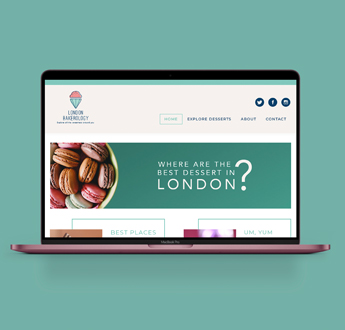 LONDON
BAKEROLOGY
HOME
EXPLORE DESSERTS
ABOUT
CONTACT
WHERE ARE THE
BEST DESSERT IN
LONDON?
BEST PLACES
UM, YUM
MacBook Pro